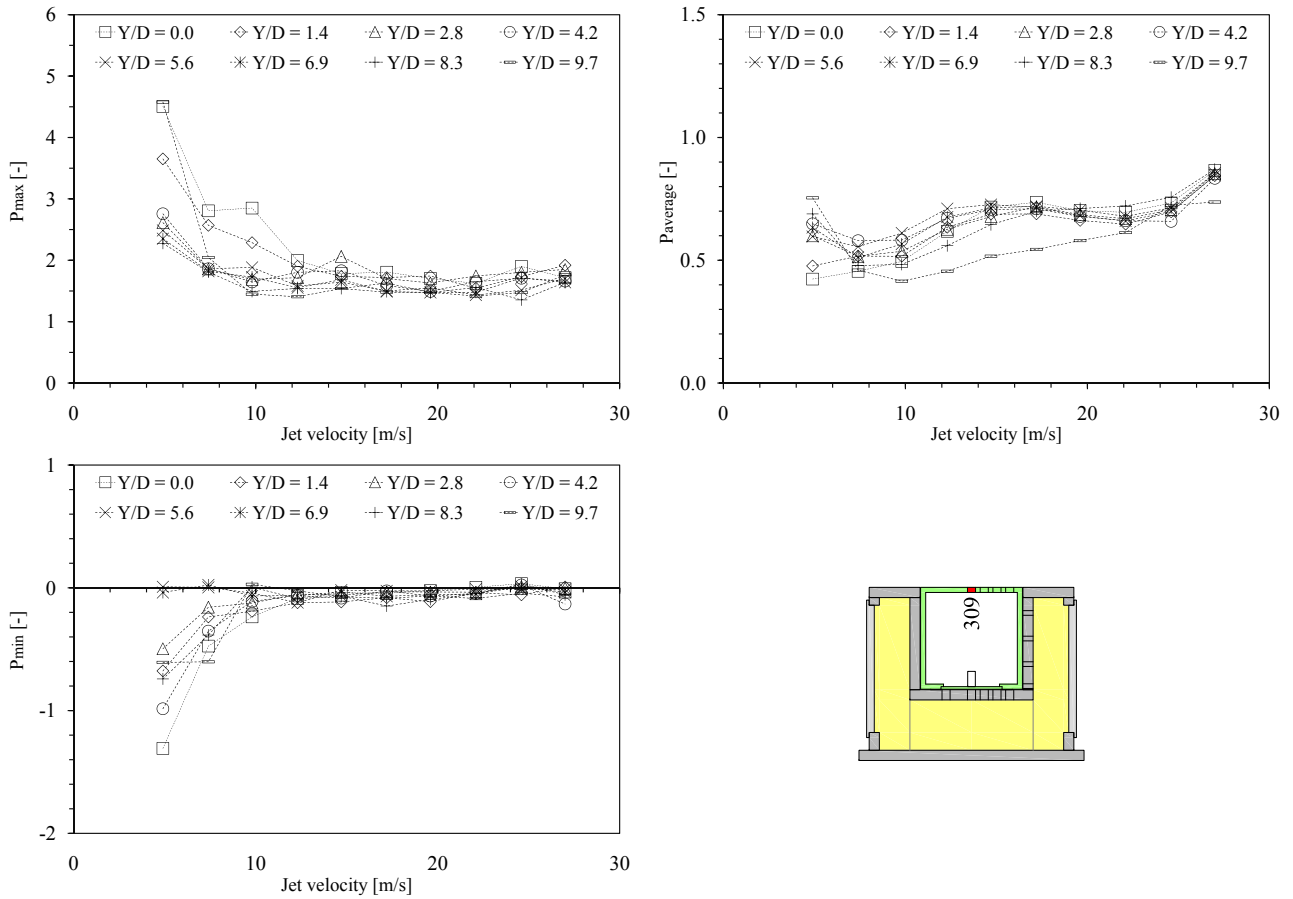 6
5
4
3
2
1
0
Pmax [-]
Y/D = 0.0 Y/D = 1.4 Y/D = 2.8 Y/D = 4.2
Y/D = 5.6 Y/D = 6.9 Y/D = 8.3 Y/D = 9.7
0 10 20 30
Jet velocity [m/s]
1.5
1.0
0.5
0.0
Paverage [-]
Y/D = 0.0 Y/D = 1.4 Y/D = 2.8 Y/D = 4.2
Y/D = 5.6 Y/D = 6.9 Y/D = 8.3 Y/D = 9.7
0 10 20 30
Jet velocity [m/s]
1
0
-1
-2
Pmin [-]
Y/D = 0.0 Y/D = 1.4 Y/D = 2.8 Y/D = 4.2
Y/D = 5.6 Y/D = 6.9 Y/D = 8.3 Y/D = 9.7
0 10 20 30
Jet velocity [m/s]
309